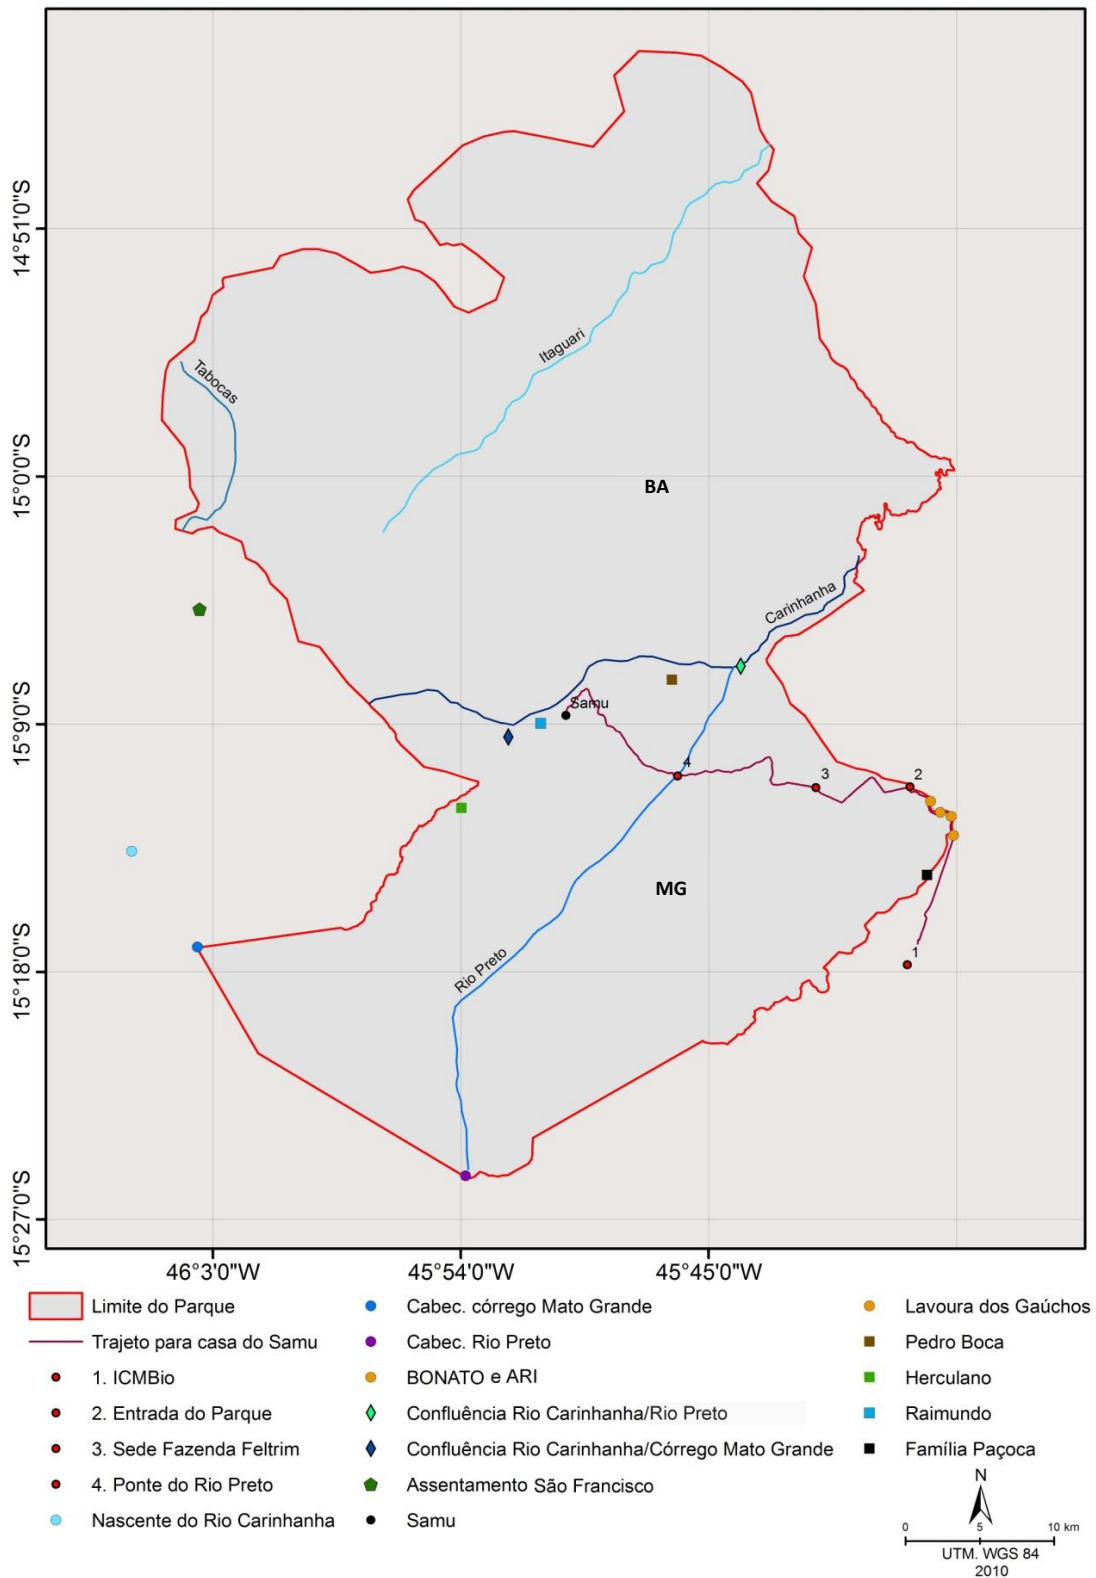 14°51'0"S
Itaguari
Tabocas
15°0'0"S
BA
Carinhanha
Samu
15°9'0"S
4
3
2
MG
1
Rio Preto
15°18'0"S
15°27'0"S
46°3'0"W
45°54'0"W
45°45'0"W
Limite do Parque
Trajeto para casa do Samu
1. ICMBio
2. Entrada do Parque
3. Sede Fazenda Feltrim
4. Ponte do Rio Preto
Nascente do Rio Carinhanha
Cabec. córrego Mato Grande
Cabec. Rio Preto
BONATO e ARI
Confluência Rio Carinhanha/Rio Preto
Confluência Rio Carinhanha/Córrego Mato Grande
Assentamento São Francisco
Samu
Lavoura dos Gaúchos
Pedro Boca
Herculano
Raimundo
Família Paçoca
N
0 5 10 km
UTM. WGS 84
2010